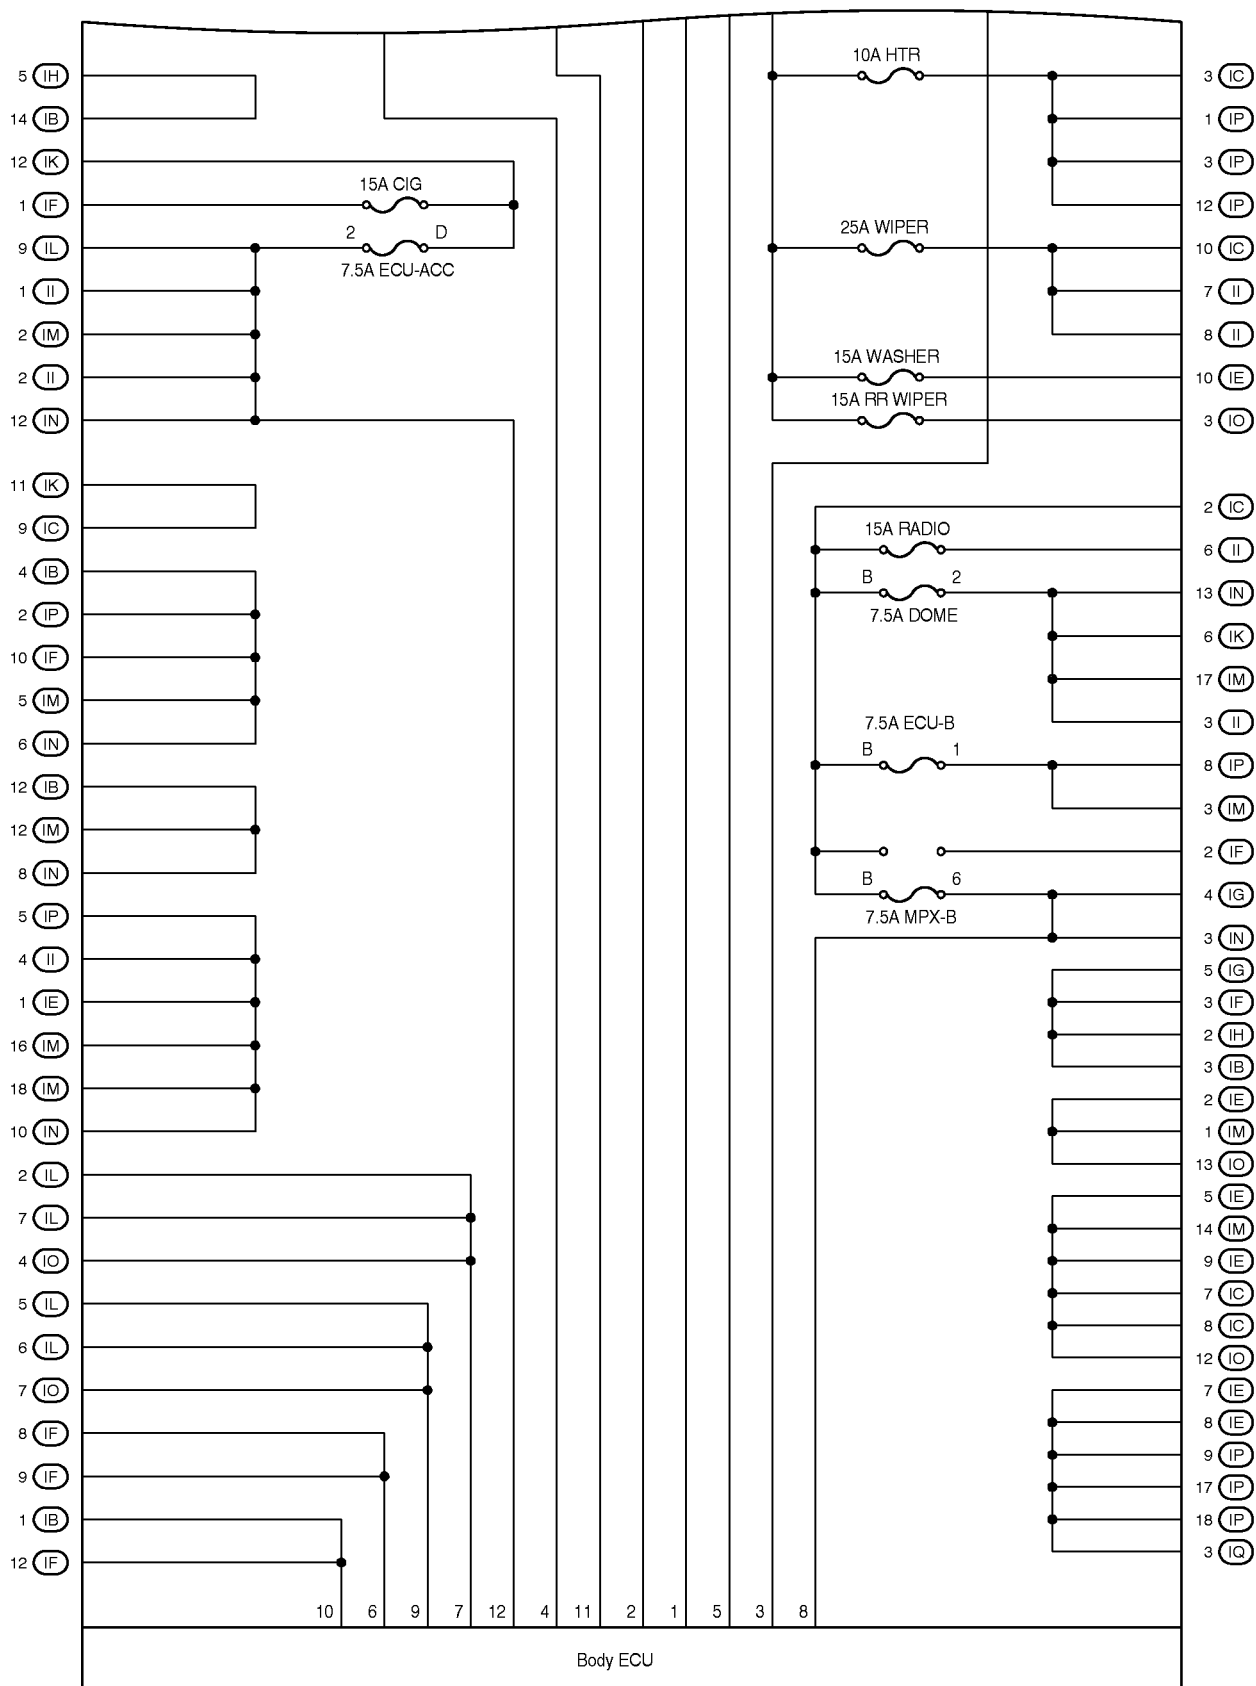 10A HTR
5 IH
3 IC
14 IB
1 IP
12 IK
3 IP
15A CIG
1 IF
12 IP
25A WIPER
2 D
9 IL
10 IC
7.5A ECU-ACC
1 II
7 II
2 IM
8 II
15A WASHER
2 II
10 IE
15A RR WIPER
12 IN
3 IO
11 IK
2 IC
9 IC
15A RADIO
6 II
4 IB
B 2
13 IN
2 IP
7.5A DOME
6 IK
10 IF
17 IM
5 IM
3 II
7.5A ECU-B
6 IN
B 1
8 IP
12 IB
3 IM
12 IM
2 IF
8 IN
B 6
4 IG
5 IP
7.5A MPX-B
3 IN
4 II
5 IG
1 IE
3 IF
16 IM
2 IH
3 IB
18 IM
2 IE
10 IN
1 IM
13 IO
2 IL
5 IE
7 IL
14 IM
4 IO
9 IE
5 IL
7 IC
8 IC
6 IL
12 IO
7 IO
7 IE
8 IF
8 IE
9 IF
9 IP
17 IP
1 IB
18 IP
12 IF
3 IQ
10 6 9 7 12 4 11 2 1 5 3 8
Body ECU